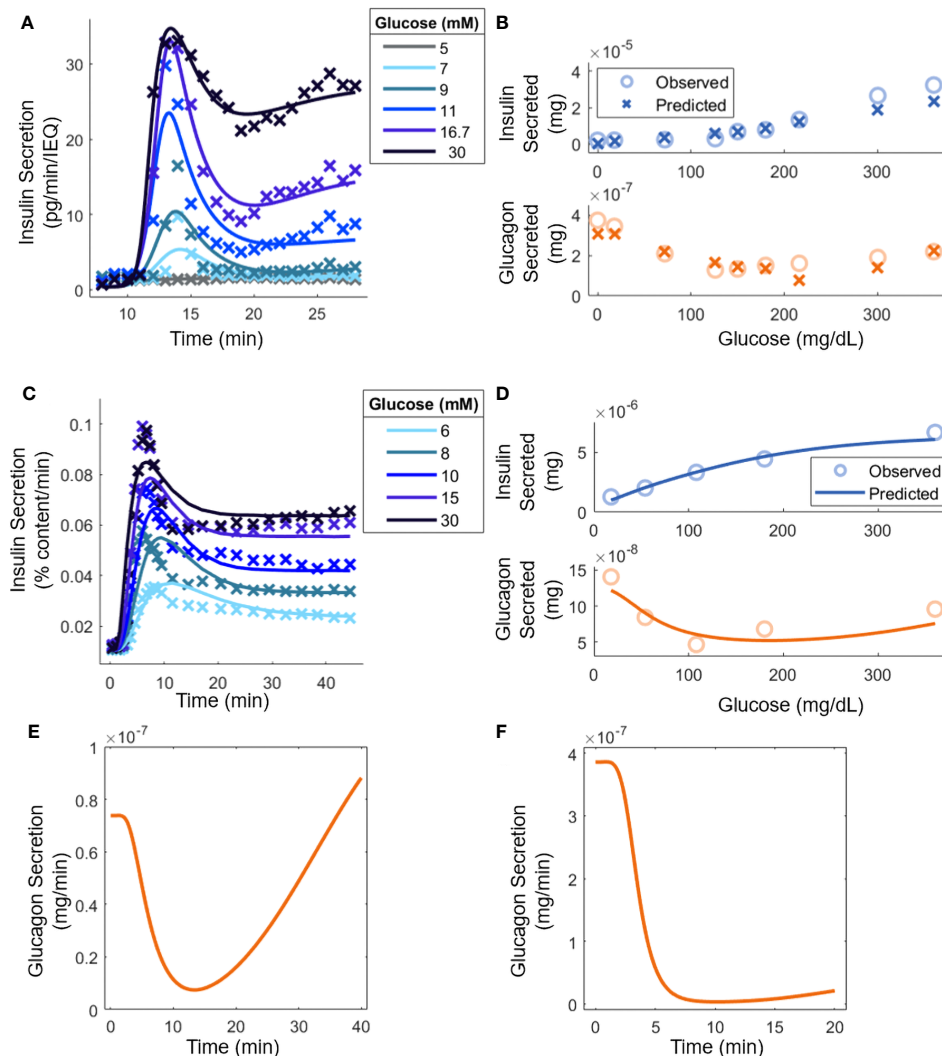 A
Glucose (mM)
5
7
9
11
16.7
30
Insulin Secretion
(pg/min/IEQ)
30
20
10
0
10
15
20
25
Time (min)
B
×10⁻⁵
Insulin
Secreted
(mg)
4
2
0
Observed
Predicted
×10⁻⁷
Glucagon
Secreted
(mg)
4
2
0
0
100
200
300
Glucose (mg/dL)
C
Glucose (mM)
6
8
10
15
30
Insulin Secretion
(% content/min)
0.1
0.08
0.06
0.04
0.02
0
10
20
30
40
Time (min)
D
×10⁻⁶
Insulin
Secreted
(mg)
5
0
Observed
Predicted
×10⁻⁸
Glucagon
Secreted
(mg)
15
10
5
0
100
200
300
Glucose (mg/dL)
E
×10⁻⁷
Glucagon Secretion
(mg/min)
1
0.8
0.6
0.4
0.2
0
0
10
20
30
40
Time (min)
F
×10⁻⁷
Glucagon Secretion
(mg/min)
4
3
2
1
0
0
5
10
15
20
Time (min)